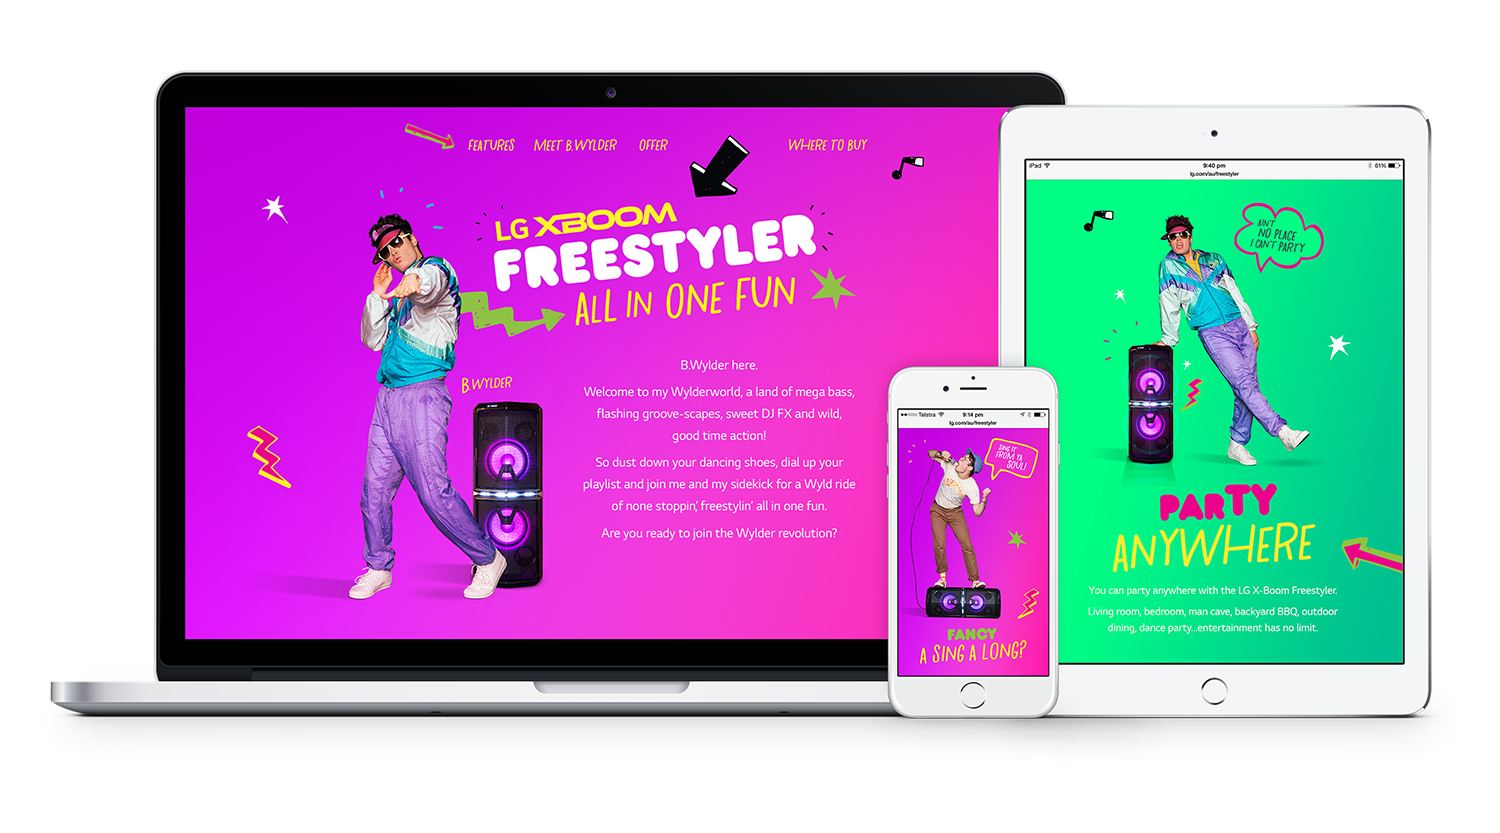 FEATURES
MEET B.WYLDER
OFFER
WHERE TO BUY
LG XBOOM
FREESTYLER
ALL IN ONE FUN
B.WYLDER
B.Wylder here.
Welcome to my Wylderworld, a land of mega bass,
flashing groove-scapes, sweet DJ FX and wild,
good time action!
So dust down your dancing shoes, dial up your
playlist and join me and my sidekick for a Wyld ride
of none stoppin,' freestylin' all in one fun.
Are you ready to join the Wylder revolution?
Telstra 9:14 pm
lg.com/au/freestyler
SING IT
FROM YA
SOUL!
FANCY
A SING A LONG?
iPad 9:40 pm 61%
lg.com/au/freestyler
AIN'T
NO PLACE
I CAN'T PARTY
PARTY
ANYWHERE
You can party anywhere with the LG X-Boom Freestyler.
Living room, bedroom, man cave, backyard BBQ, outdoor
dining, dance party...entertainment has no limit.